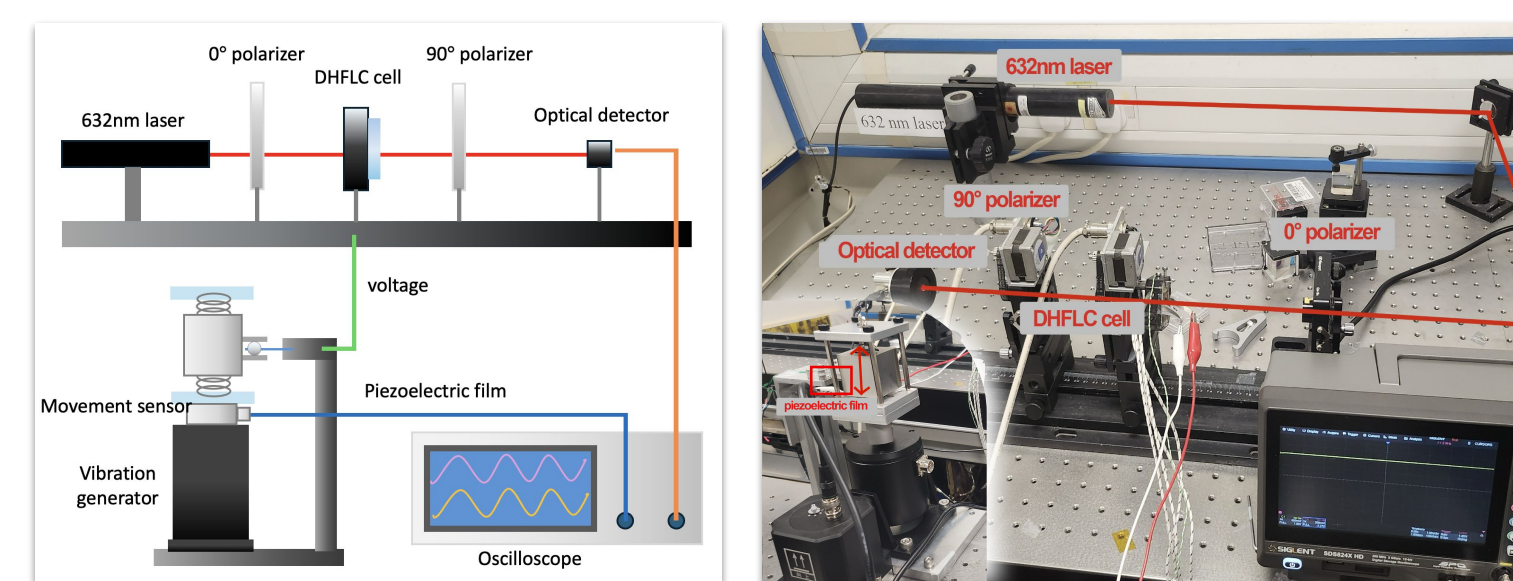 0° polarizer
90° polarizer
DHFLC cell
632nm laser
Optical detector
voltage
Piezoelectric film
Movement sensor
Vibration
generator
Oscilloscope
632nm laser
632 nm laser
90° polarizer
0° polarizer
Optical detector
DHFLC cell
piezoelectric film
SIGLENT
SDS824X HD